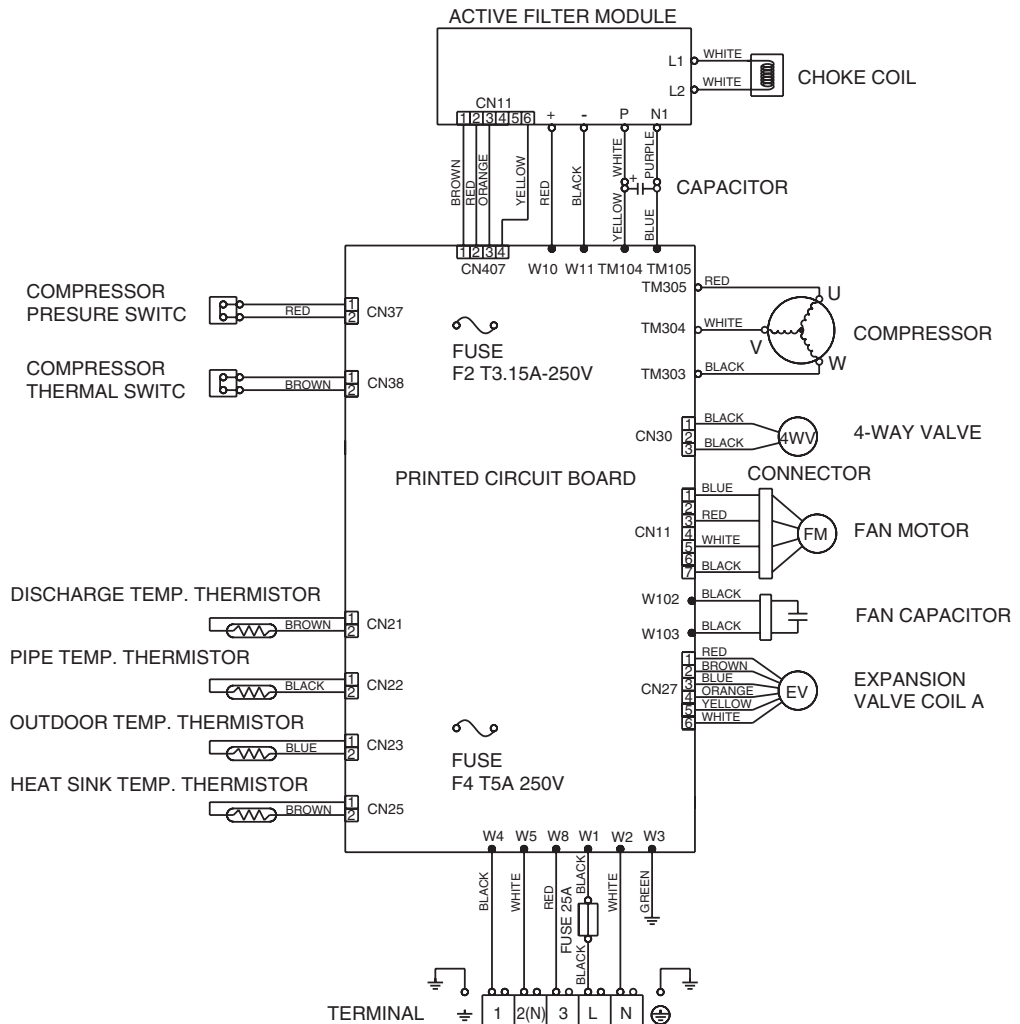 ACTIVE FILTER MODULE
L1 WHITE
L2 WHITE
CHOKE COIL
CN11
1 2 3 4 5 6
+ - P N1
BROWN
RED
ORANGE
YELLOW
RED
BLACK
WHITE
PURPLE
+
CAPACITOR
YELLOW
BLUE
1 2 3 4
CN407
W10 W11 TM104 TM105
COMPRESSOR
PRESURE SWITC
RED
1
2
CN37
COMPRESSOR
THERMAL SWITC
BROWN
1
2
CN38
FUSE
F2 T3.15A-250V
TM305 RED
U
TM304 WHITE
V
COMPRESSOR
W
TM303 BLACK
CN30
1
2
3
BLACK
BLACK
4WV
4-WAY VALVE
PRINTED CIRCUIT BOARD
CONNECTOR
CN11
1
2
3
4
5
6
7
BLUE
RED
WHITE
BLACK
FM
FAN MOTOR
W102 BLACK
W103 BLACK
FAN CAPACITOR
CN27
1
2
3
4
5
6
RED
BROWN
BLUE
ORANGE
YELLOW
WHITE
EV
EXPANSION
VALVE COIL A
DISCHARGE TEMP. THERMISTOR
BROWN
1
2
CN21
PIPE TEMP. THERMISTOR
BLACK
1
2
CN22
OUTDOOR TEMP. THERMISTOR
BLUE
1
2
CN23
HEAT SINK TEMP. THERMISTOR
BROWN
1
2
CN25
FUSE
F4 T5A 250V
W4 W5 W8 W1 W2 W3
BLACK
WHITE
RED
BLACK
FUSE 25A
BLACK
WHITE
GREEN
TERMINAL
1 2(N) 3 L N